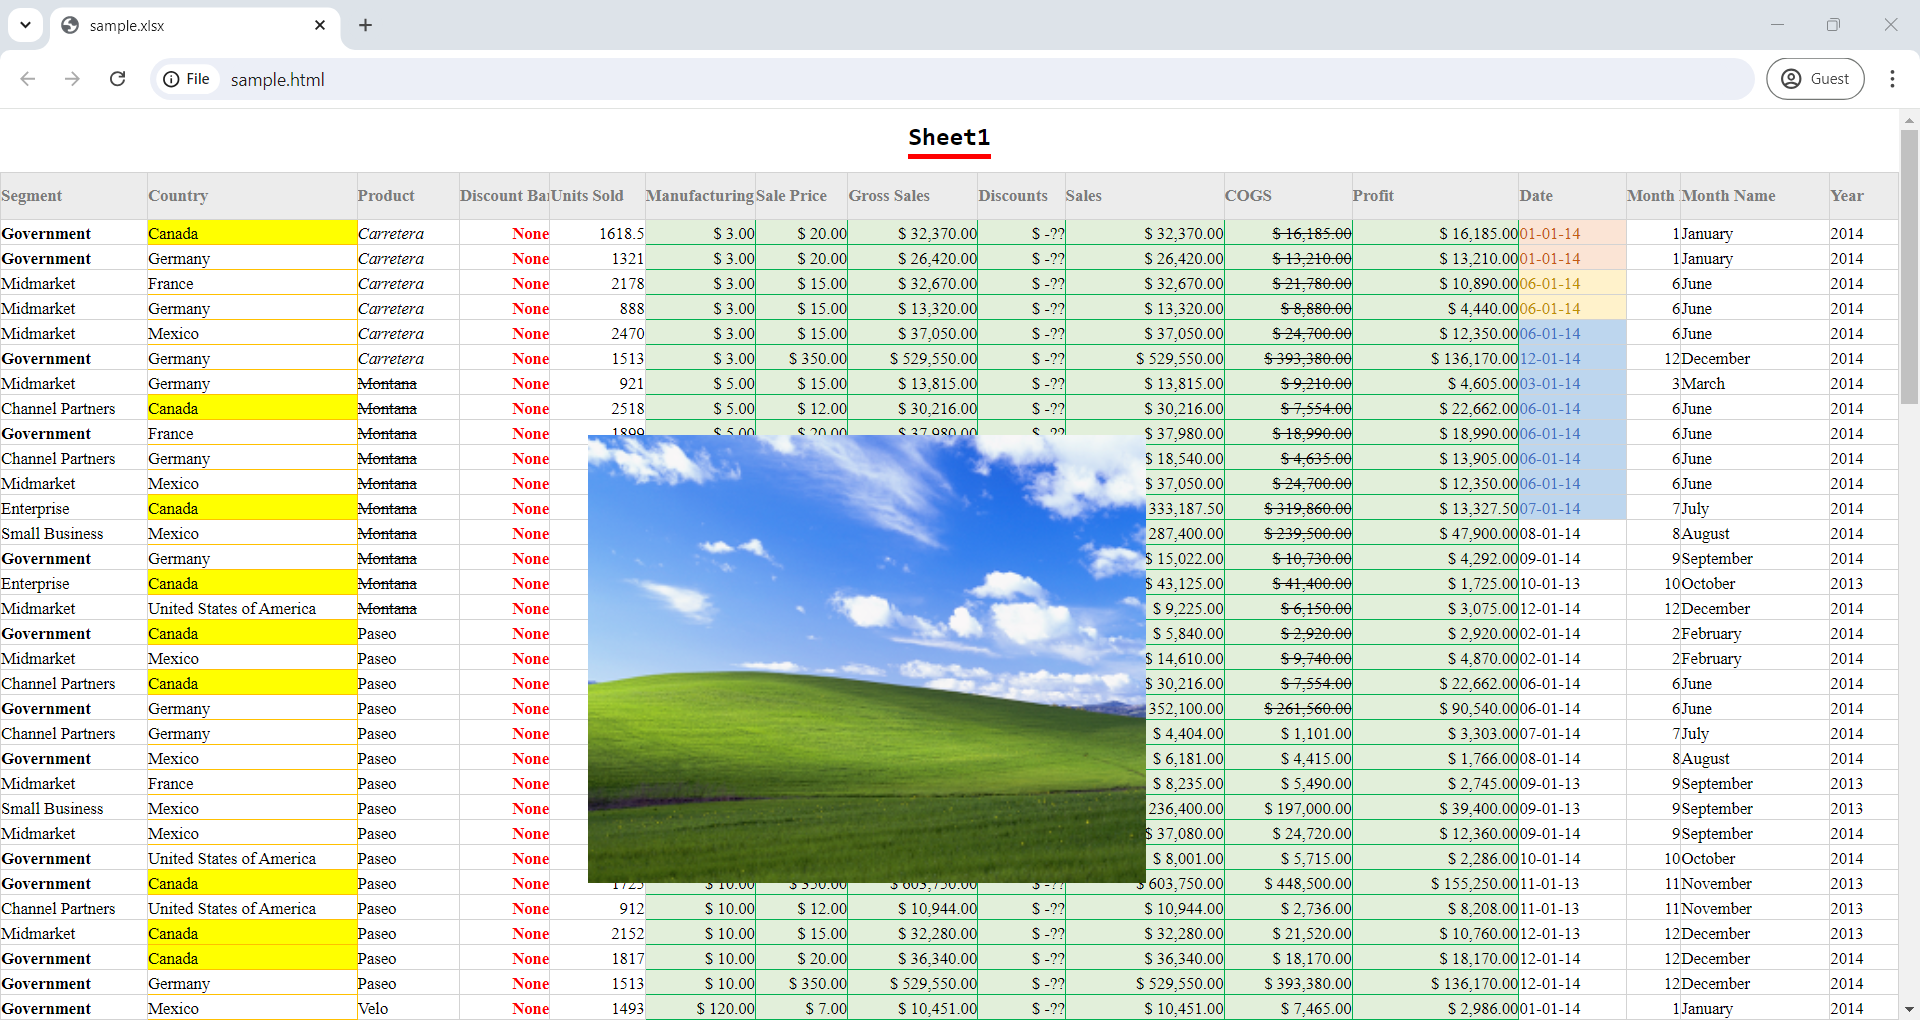 sample.xlsx
File sample.html Guest
Sheet1
Segment Country Product Discount Ba Units Sold Manufacturing Sale Price Gross Sales Discounts Sales COGS Profit Date Month Month Name Year
Government Canada Carretera None 1618.5 $ 3.00 $ 20.00 $ 32,370.00 $ -?? $ 32,370.00 $ 16,185.00 $ 16,185.00 01-01-14 1 January 2014
Government Germany Carretera None 1321 $ 3.00 $ 20.00 $ 26,420.00 $ -?? $ 26,420.00 $ 13,210.00 $ 13,210.00 01-01-14 1 January 2014
Midmarket France Carretera None 2178 $ 3.00 $ 15.00 $ 32,670.00 $ -?? $ 32,670.00 $ 21,780.00 $ 10,890.00 06-01-14 6 June 2014
Midmarket Germany Carretera None 888 $ 3.00 $ 15.00 $ 13,320.00 $ -?? $ 13,320.00 $ 8,880.00 $ 4,440.00 06-01-14 6 June 2014
Midmarket Mexico Carretera None 2470 $ 3.00 $ 15.00 $ 37,050.00 $ -?? $ 37,050.00 $ 24,700.00 $ 12,350.00 06-01-14 6 June 2014
Government Germany Carretera None 1513 $ 3.00 $ 350.00 $ 529,550.00 $ -?? $ 529,550.00 $ 393,380.00 $ 136,170.00 12-01-14 12 December 2014
Midmarket Germany Montana None 921 $ 5.00 $ 15.00 $ 13,815.00 $ -?? $ 13,815.00 $ 9,210.00 $ 4,605.00 03-01-14 3 March 2014
Channel Partners Canada Montana None 2518 $ 5.00 $ 12.00 $ 30,216.00 $ -?? $ 30,216.00 $ 7,554.00 $ 22,662.00 06-01-14 6 June 2014
Government France Montana None 1899 $ 5.00 $ 20.00 $ 37,980.00 $ -?? $ 37,980.00 $ 18,990.00 $ 18,990.00 06-01-14 6 June 2014
Channel Partners Germany Montana None $ 18,540.00 $ 4,635.00 $ 13,905.00 06-01-14 6 June 2014
Midmarket Mexico Montana None $ 37,050.00 $ 24,700.00 $ 12,350.00 06-01-14 6 June 2014
Enterprise Canada Montana None 333,187.50 $ 319,860.00 $ 13,327.50 07-01-14 7 July 2014
Small Business Mexico Montana None 287,400.00 $ 239,500.00 $ 47,900.00 08-01-14 8 August 2014
Government Germany Montana None $ 15,022.00 $ 10,730.00 $ 4,292.00 09-01-14 9 September 2014
Enterprise Canada Montana None $ 43,125.00 $ 41,400.00 $ 1,725.00 10-01-13 10 October 2013
Midmarket United States of America Montana None $ 9,225.00 $ 6,150.00 $ 3,075.00 12-01-14 12 December 2014
Government Canada Paseo None $ 5,840.00 $ 2,920.00 $ 2,920.00 02-01-14 2 February 2014
Midmarket Mexico Paseo None $ 14,610.00 $ 9,740.00 $ 4,870.00 02-01-14 2 February 2014
Channel Partners Canada Paseo None $ 30,216.00 $ 7,554.00 $ 22,662.00 06-01-14 6 June 2014
Government Germany Paseo None 352,100.00 $ 261,560.00 $ 90,540.00 06-01-14 6 June 2014
Channel Partners Germany Paseo None $ 4,404.00 $ 1,101.00 $ 3,303.00 07-01-14 7 July 2014
Government Mexico Paseo None $ 6,181.00 $ 4,415.00 $ 1,766.00 08-01-14 8 August 2014
Midmarket France Paseo None $ 8,235.00 $ 5,490.00 $ 2,745.00 09-01-13 9 September 2013
Small Business Mexico Paseo None 236,400.00 $ 197,000.00 $ 39,400.00 09-01-13 9 September 2013
Midmarket Mexico Paseo None $ 37,080.00 $ 24,720.00 $ 12,360.00 09-01-14 9 September 2014
Government United States of America Paseo None $ 8,001.00 $ 5,715.00 $ 2,286.00 10-01-14 10 October 2014
Government Canada Paseo None 1725 $ 10.00 $ 350.00 $ 603,750.00 $ -?? $ 603,750.00 $ 448,500.00 $ 155,250.00 11-01-13 11 November 2013
Channel Partners United States of America Paseo None 912 $ 10.00 $ 12.00 $ 10,944.00 $ -?? $ 10,944.00 $ 2,736.00 $ 8,208.00 11-01-13 11 November 2013
Midmarket Canada Paseo None 2152 $ 10.00 $ 15.00 $ 32,280.00 $ -?? $ 32,280.00 $ 21,520.00 $ 10,760.00 12-01-13 12 December 2013
Government Canada Paseo None 1817 $ 10.00 $ 20.00 $ 36,340.00 $ -?? $ 36,340.00 $ 18,170.00 $ 18,170.00 12-01-14 12 December 2014
Government Germany Paseo None 1513 $ 10.00 $ 350.00 $ 529,550.00 $ -?? $ 529,550.00 $ 393,380.00 $ 136,170.00 12-01-14 12 December 2014
Government Mexico Velo None 1493 $ 120.00 $ 7.00 $ 10,451.00 $ -?? $ 10,451.00 $ 7,465.00 $ 2,986.00 01-01-14 1 January 2014